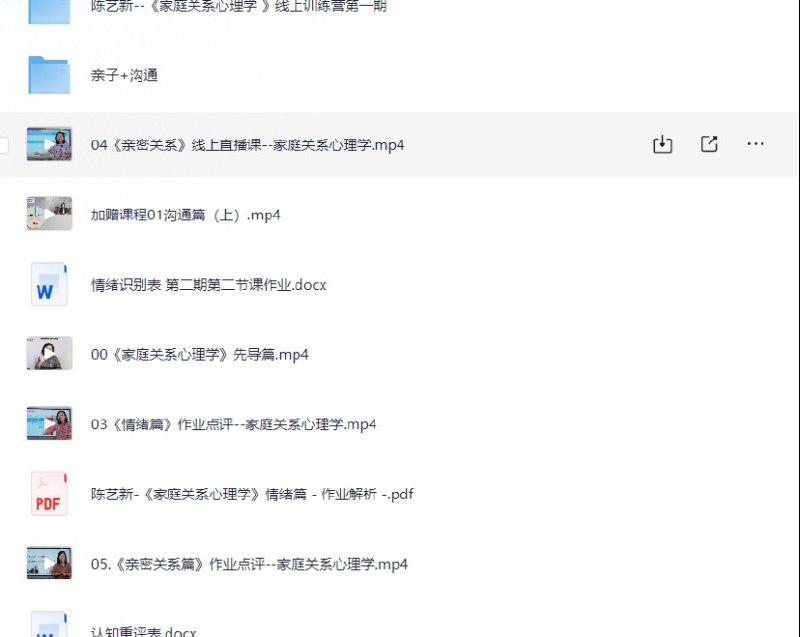 陈艺新--《家庭关系心理学 》线上训练营第一期
亲子+沟通
04《亲密关系》线上直播课--家庭关系心理学.mp4
加赠课程01沟通篇（上）.mp4
W
情绪识别表 第二期第二节课作业.docx
00《家庭关系心理学》先导篇.mp4
03《情绪篇》作业点评--家庭关系心理学.mp4
PDF
陈艺新-《家庭关系心理学》情绪篇 - 作业解析 -.pdf
05.《亲密关系篇》作业点评--家庭关系心理学.mp4
W
认知重评表.docx